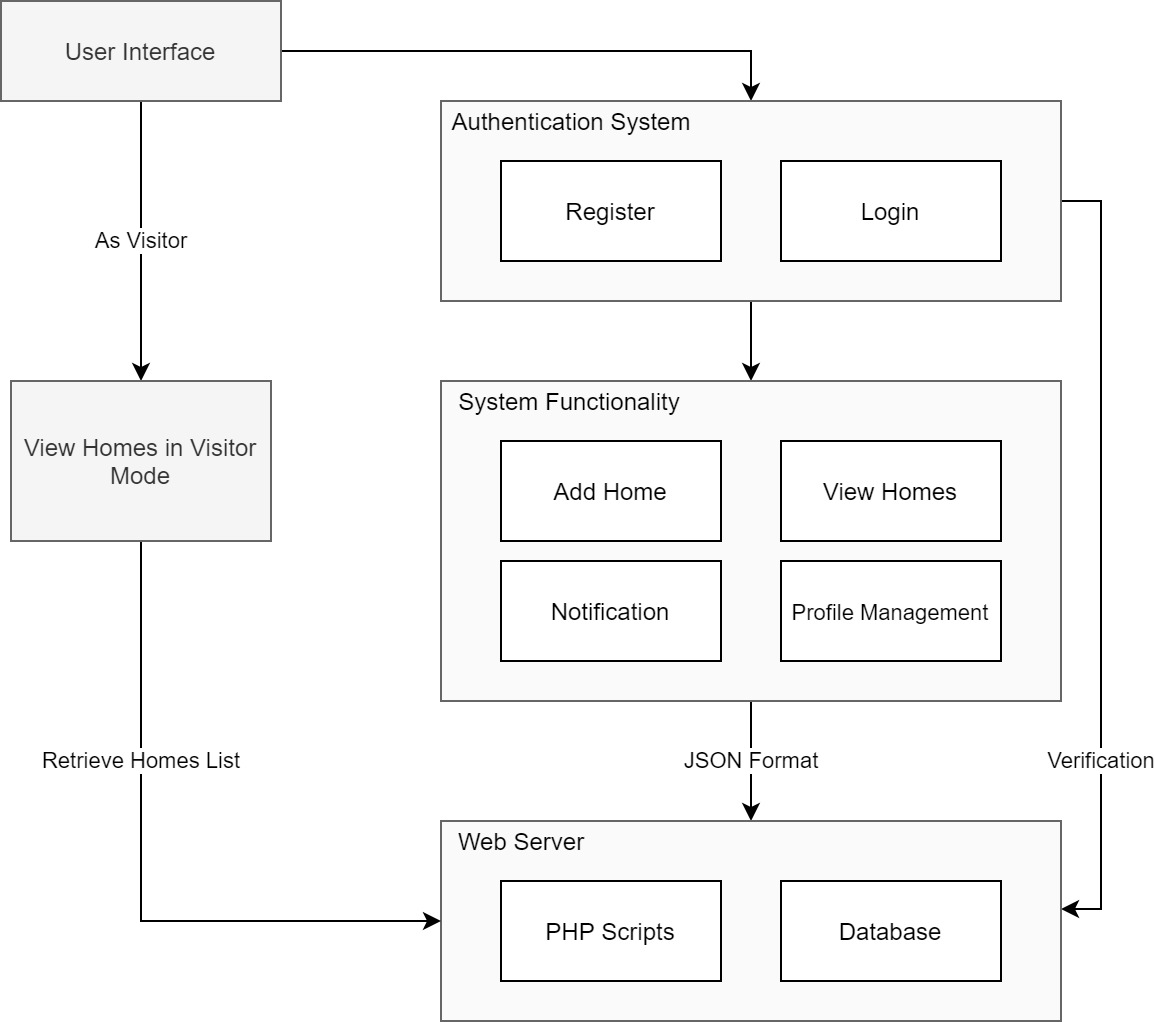 User Interface
Authentication System
Register
Login
As Visitor
System Functionality
View Homes in Visitor
Mode
Add Home
View Homes
Notification
Profile Management
Retrieve Homes List
JSON Format
Verification
Web Server
PHP Scripts
Database